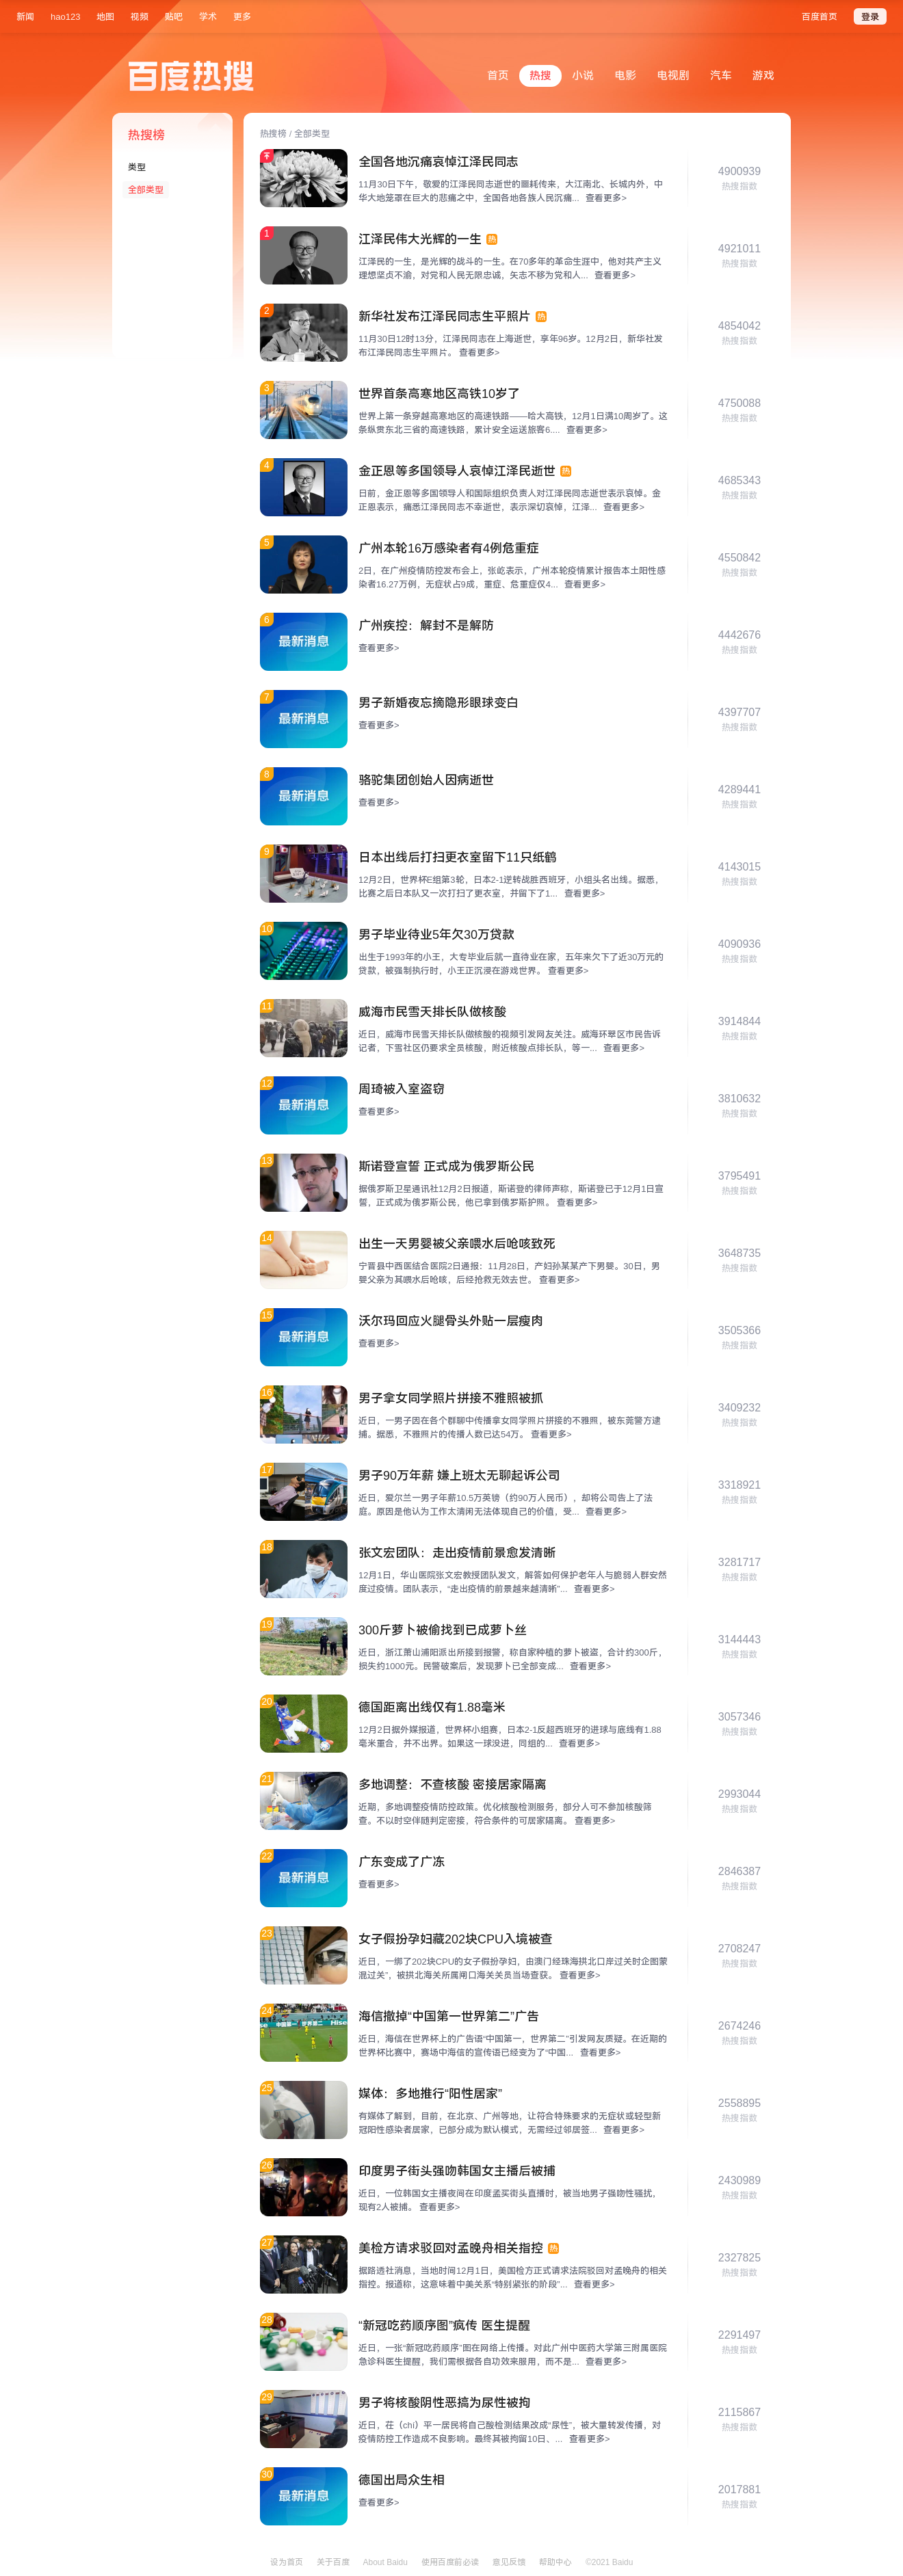 新闻 hao123 地图 视频 贴吧 学术 更多 百度首页 登录
百度热搜
首页 热搜 小说 电影 电视剧 汽车 游戏
热搜榜
类型
全部类型
热搜榜 / 全部类型
全国各地沉痛哀悼江泽民同志
11月30日下午，敬爱的江泽民同志逝世的噩耗传来，大江南北、长城内外，中
华大地笼罩在巨大的悲痛之中，全国各地各族人民沉痛... 查看更多>
4900939
热搜指数
1
江泽民伟大光辉的一生 热
江泽民的一生，是光辉的战斗的一生。在70多年的革命生涯中，他对共产主义
理想坚贞不渝，对党和人民无限忠诚，矢志不移为党和人... 查看更多>
4921011
热搜指数
2
新华社发布江泽民同志生平照片 热
11月30日12时13分，江泽民同志在上海逝世，享年96岁。12月2日，新华社发
布江泽民同志生平照片。 查看更多>
4854042
热搜指数
3
世界首条高寒地区高铁10岁了
世界上第一条穿越高寒地区的高速铁路——哈大高铁，12月1日满10周岁了。这
条纵贯东北三省的高速铁路，累计安全运送旅客6.... 查看更多>
4750088
热搜指数
4
金正恩等多国领导人哀悼江泽民逝世 热
日前，金正恩等多国领导人和国际组织负责人对江泽民同志逝世表示哀悼。金
正恩表示，痛悉江泽民同志不幸逝世，表示深切哀悼，江泽... 查看更多>
4685343
热搜指数
5
广州本轮16万感染者有4例危重症
2日，在广州疫情防控发布会上，张屹表示，广州本轮疫情累计报告本土阳性感
染者16.27万例，无症状占9成，重症、危重症仅4... 查看更多>
4550842
热搜指数
6
最新消息
广州疾控：解封不是解防
查看更多>
4442676
热搜指数
7
最新消息
男子新婚夜忘摘隐形眼球变白
查看更多>
4397707
热搜指数
8
最新消息
骆驼集团创始人因病逝世
查看更多>
4289441
热搜指数
9
日本出线后打扫更衣室留下11只纸鹤
12月2日，世界杯E组第3轮，日本2-1逆转战胜西班牙，小组头名出线。据悉，
比赛之后日本队又一次打扫了更衣室，并留下了1... 查看更多>
4143015
热搜指数
10
男子毕业待业5年欠30万贷款
出生于1993年的小王，大专毕业后就一直待业在家，五年来欠下了近30万元的
贷款，被强制执行时，小王正沉浸在游戏世界。 查看更多>
4090936
热搜指数
11
威海市民雪天排长队做核酸
近日，威海市民雪天排长队做核酸的视频引发网友关注。威海环翠区市民告诉
记者，下雪社区仍要求全员核酸，附近核酸点排长队，等一... 查看更多>
3914844
热搜指数
12
最新消息
周琦被入室盗窃
查看更多>
3810632
热搜指数
13
斯诺登宣誓 正式成为俄罗斯公民
据俄罗斯卫星通讯社12月2日报道，斯诺登的律师声称，斯诺登已于12月1日宣
誓，正式成为俄罗斯公民，他已拿到俄罗斯护照。 查看更多>
3795491
热搜指数
14
出生一天男婴被父亲喂水后呛咳致死
宁晋县中西医结合医院2日通报：11月28日，产妇孙某某产下男婴。30日，男
婴父亲为其喂水后呛咳，后经抢救无效去世。 查看更多>
3648735
热搜指数
15
最新消息
沃尔玛回应火腿骨头外贴一层瘦肉
查看更多>
3505366
热搜指数
16
男子拿女同学照片拼接不雅照被抓
近日，一男子因在各个群聊中传播拿女同学照片拼接的不雅照，被东莞警方逮
捕。据悉，不雅照片的传播人数已达54万。 查看更多>
3409232
热搜指数
17
男子90万年薪 嫌上班太无聊起诉公司
近日，爱尔兰一男子年薪10.5万英镑（约90万人民币），却将公司告上了法
庭。原因是他认为工作太清闲无法体现自己的价值，受... 查看更多>
3318921
热搜指数
18
张文宏团队：走出疫情前景愈发清晰
12月1日，华山医院张文宏教授团队发文，解答如何保护老年人与脆弱人群安然
度过疫情。团队表示，“走出疫情的前景越来越清晰”... 查看更多>
3281717
热搜指数
19
300斤萝卜被偷找到已成萝卜丝
近日，浙江萧山浦阳派出所接到报警，称自家种植的萝卜被盗，合计约300斤，
损失约1000元。民警破案后，发现萝卜已全部变成... 查看更多>
3144443
热搜指数
20
德国距离出线仅有1.88毫米
12月2日据外媒报道，世界杯小组赛，日本2-1反超西班牙的进球与底线有1.88
毫米重合，并不出界。如果这一球没进，同组的... 查看更多>
3057346
热搜指数
21
多地调整：不查核酸 密接居家隔离
近期，多地调整疫情防控政策。优化核酸检测服务，部分人可不参加核酸筛
查。不以时空伴随判定密接，符合条件的可居家隔离。 查看更多>
2993044
热搜指数
22
最新消息
广东变成了广冻
查看更多>
2846387
热搜指数
23
女子假扮孕妇藏202块CPU入境被查
近日，一绑了202块CPU的女子假扮孕妇，由澳门经珠海拱北口岸过关时企图蒙
混过关”，被拱北海关所属闸口海关关员当场查获。 查看更多>
2708247
热搜指数
24
海信撤掉“中国第一世界第二”广告
近日，海信在世界杯上的广告语“中国第一，世界第二”引发网友质疑。在近期的
世界杯比赛中，赛场中海信的宣传语已经变为了“中国... 查看更多>
2674246
热搜指数
25
媒体：多地推行“阳性居家”
有媒体了解到，目前，在北京、广州等地，让符合特殊要求的无症状或轻型新
冠阳性感染者居家，已部分成为默认模式，无需经过邻居签... 查看更多>
2558895
热搜指数
26
印度男子街头强吻韩国女主播后被捕
近日，一位韩国女主播夜间在印度孟买街头直播时，被当地男子强吻性骚扰，
现有2人被捕。 查看更多>
2430989
热搜指数
27
美检方请求驳回对孟晚舟相关指控 热
据路透社消息，当地时间12月1日，美国检方正式请求法院驳回对孟晚舟的相关
指控。报道称，这意味着中美关系“特别紧张的阶段”... 查看更多>
2327825
热搜指数
28
“新冠吃药顺序图”疯传 医生提醒
近日，一张“新冠吃药顺序”图在网络上传播。对此广州中医药大学第三附属医院
急诊科医生提醒，我们需根据各自功效来服用，而不是... 查看更多>
2291497
热搜指数
29
男子将核酸阴性恶搞为尿性被拘
近日，茌（chí）平一居民将自己酸检测结果改成“尿性”，被大量转发传播，对
疫情防控工作造成不良影响。最终其被拘留10日、... 查看更多>
2115867
热搜指数
30
最新消息
德国出局众生相
查看更多>
2017881
热搜指数
设为首页 关于百度 About Baidu 使用百度前必读 意见反馈 帮助中心 ©2021 Baidu